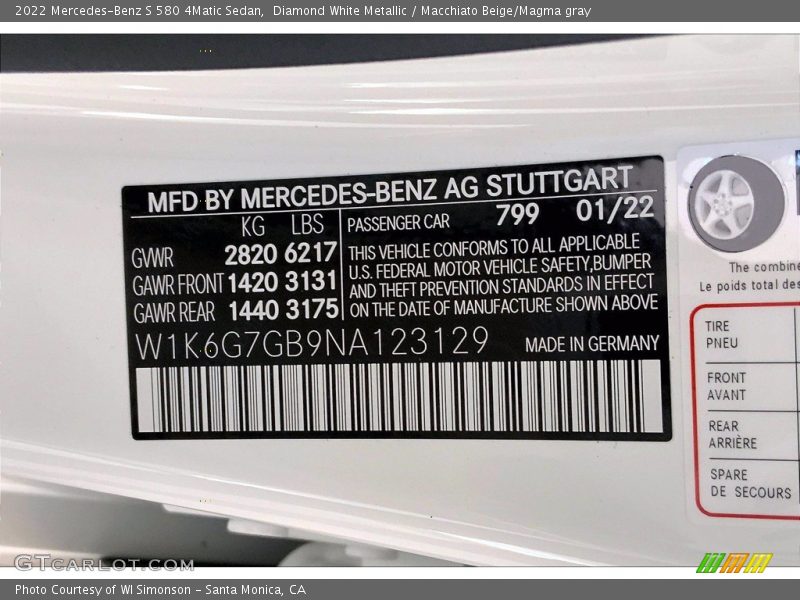 2022 Mercedes-Benz S 580 4Matic Sedan,  Diamond White Metallic / Macchiato Beige/Magma gray
MFD BY MERCEDES-BENZ AG STUTTGART
KG LBS PASSENGER CAR 799 01/22
GVWR 2820 6217
GAWR FRONT 1420 3131
GAWR REAR 1440 3175
THIS VEHICLE CONFORMS TO ALL APPLICABLE
U.S. FEDERAL MOTOR VEHICLE SAFETY,BUMPER
AND THEFT PREVENTION STANDARDS IN EFFECT
ON THE DATE OF MANUFACTURE SHOWN ABOVE
W1K6G7GB9NA123129 MADE IN GERMANY
The combine
Le poids total des
TIRE
PNEU
FRONT
AVANT
REAR
ARRIÈRE
SPARE
DE SECOURS
GTcarlot.com
Photo Courtesy of WI Simonson - Santa Monica, CA